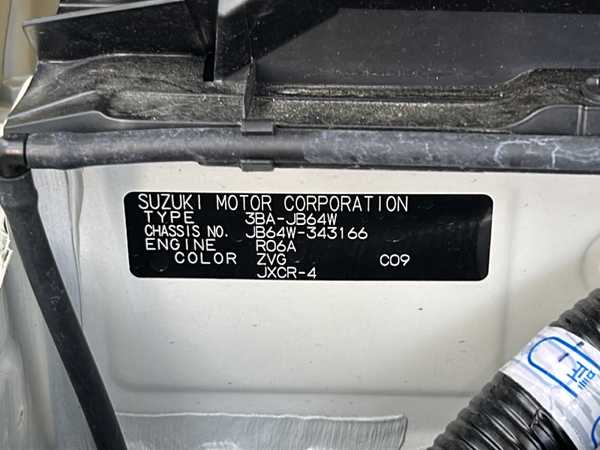 SUZUKI MOTOR CORPORATION
TYPE 3BA-JB64W
CHASSIS NO. JB64W-343166
ENGINE R06A
COLOR ZVG C09
JXCR-4